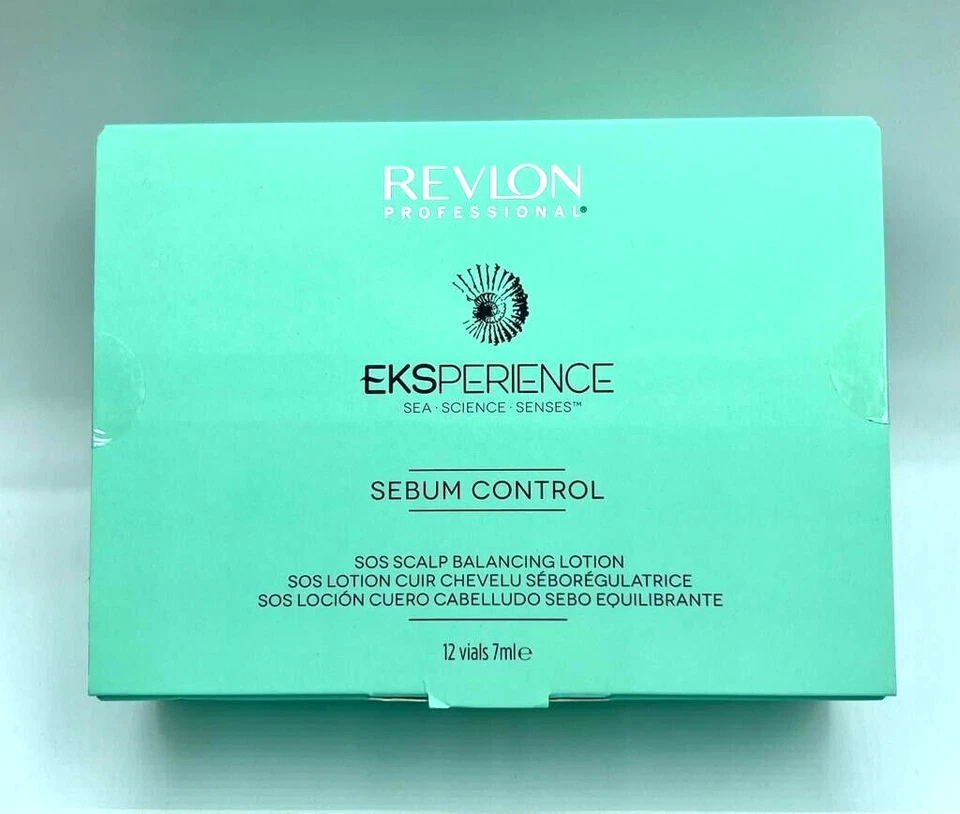 REVLON
PROFESSIONAL®
EKSPERIENCE
SEA · SCIENCE · SENSES™
SEBUM CONTROL
SOS SCALP BALANCING LOTION
SOS LOTION CUIR CHEVELU SÉBORÉGULATRICE
SOS LOCIÓN CUERO CABELLUDO SEBO EQUILIBRANTE
12 vials 7ml℮